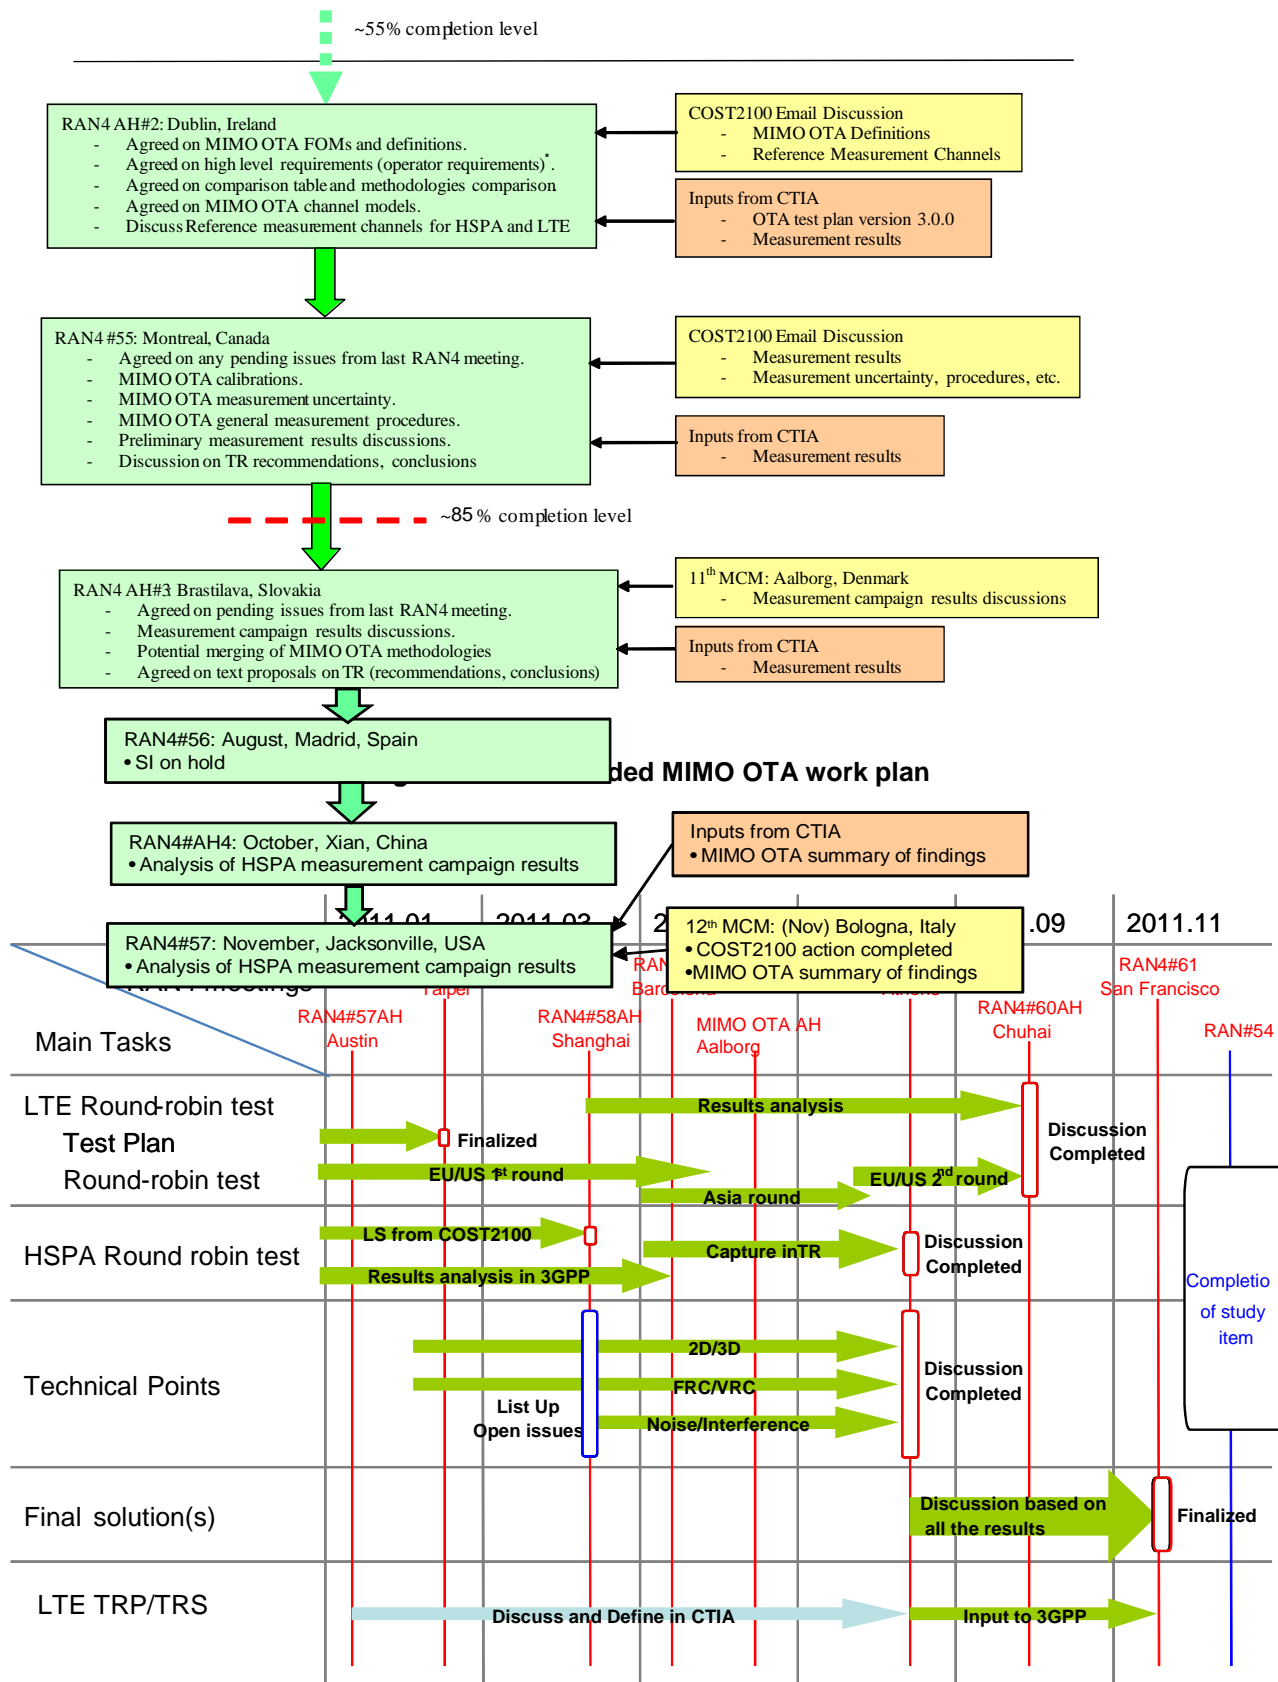 ~55% completion level
RAN4 AH#2: Dublin, Ireland
- Agreed on MIMO OTA FOMs and definitions.
- Agreed on high level requirements (operator requirements)*.
- Agreed on comparison table and methodologies comparison.
- Agreed on MIMO OTA channel models.
- Discuss Reference measurement channels for HSPA and LTE
COST2100 Email Discussion
- MIMO OTA Definitions
- Reference Measurement Channels
Inputs from CTIA
- OTA test plan version 3.0.0
- Measurement results
RAN4 #55: Montreal, Canada
- Agreed on any pending issues from last RAN4 meeting.
- MIMO OTA calibrations.
- MIMO OTA measurement uncertainty.
- MIMO OTA general measurement procedures.
- Preliminary measurement results discussions.
- Discussion on TR recommendations, conclusions
COST2100 Email Discussion
- Measurement results
- Measurement uncertainty, procedures, etc.
Inputs from CTIA
- Measurement results
~85 % completion level
RAN4 AH#3: Brastilava, Slovakia
- Agreed on pending issues from last RAN4 meeting.
- Measurement campaign results discussions.
- Potential merging of MIMO OTA methodologies
- Agreed on text proposals on TR (recommendations, conclusions)
11th MCM: Aalborg, Denmark
- Measurement campaign results discussions
Inputs from CTIA
- Measurement results
RAN4#56: August, Madrid, Spain
• SI on hold
ded MIMO OTA work plan
RAN4#AH4: October, Xian, China
• Analysis of HSPA measurement campaign results
Inputs from CTIA
• MIMO OTA summary of findings
2011.01 2011.03 .09 2011.11
RAN4#57: November, Jacksonville, USA
• Analysis of HSPA measurement campaign results
12th MCM: (Nov) Bologna, Italy
• COST2100 action completed
• MIMO OTA summary of findings
RAN4 meetings
Taipei
Barcelona
Athens
RAN4#61
San Francisco
RAN4#57AH
Austin
RAN4#58AH
Shanghai
MIMO OTA AH
Aalborg
RAN4#60AH
Chuhai
RAN#54
Main Tasks
LTE Round-robin test
Results analysis
Test Plan
Finalized
Discussion
Completed
Round-robin test
EU/US 1st round
Asia round
EU/US 2nd round
HSPA Round robin test
LS from COST2100
Results analysis in 3GPP
Capture inTR
Discussion
Completed
Completio
of study
item
Technical Points
2D/3D
FRC/VRC
List Up
Open issues
Noise/Interference
Discussion
Completed
Final solution(s)
Discussion based on
all the results
Finalized
LTE TRP/TRS
Discuss and Define in CTIA
Input to 3GPP